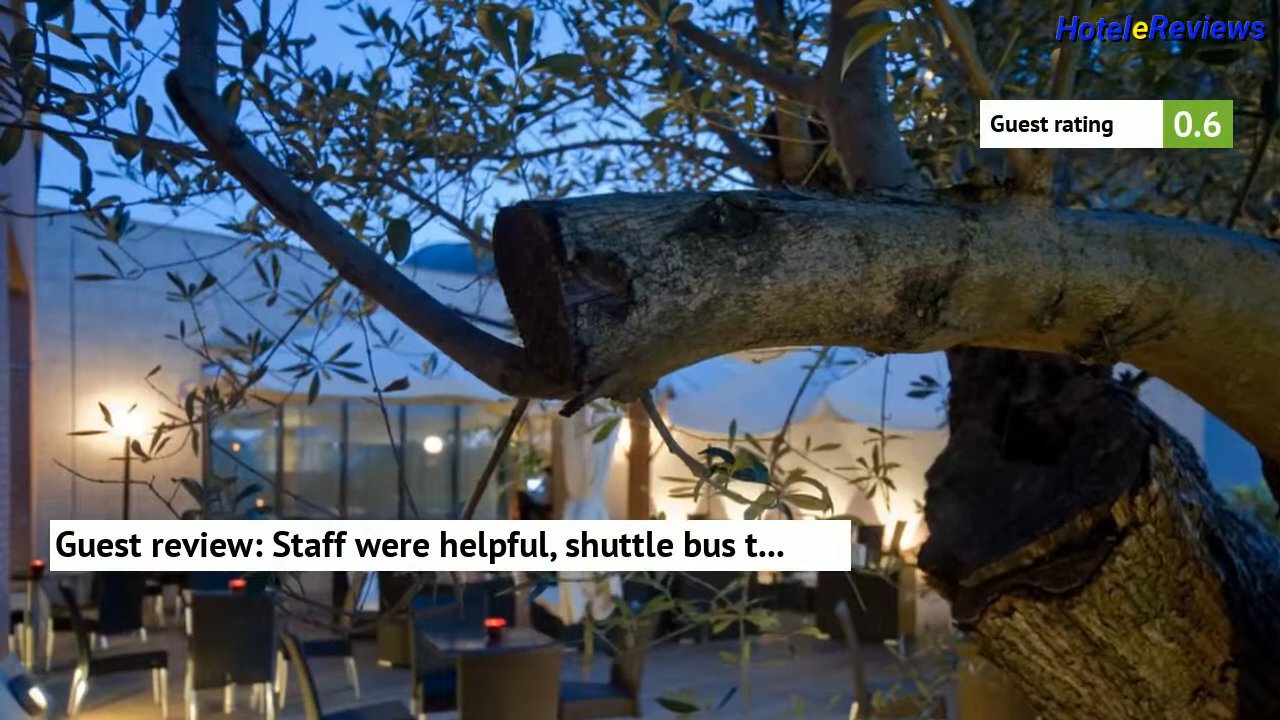 HoteleReviews
Guest rating 0.6
Guest review: Staff were helpful, shuttle bus t...